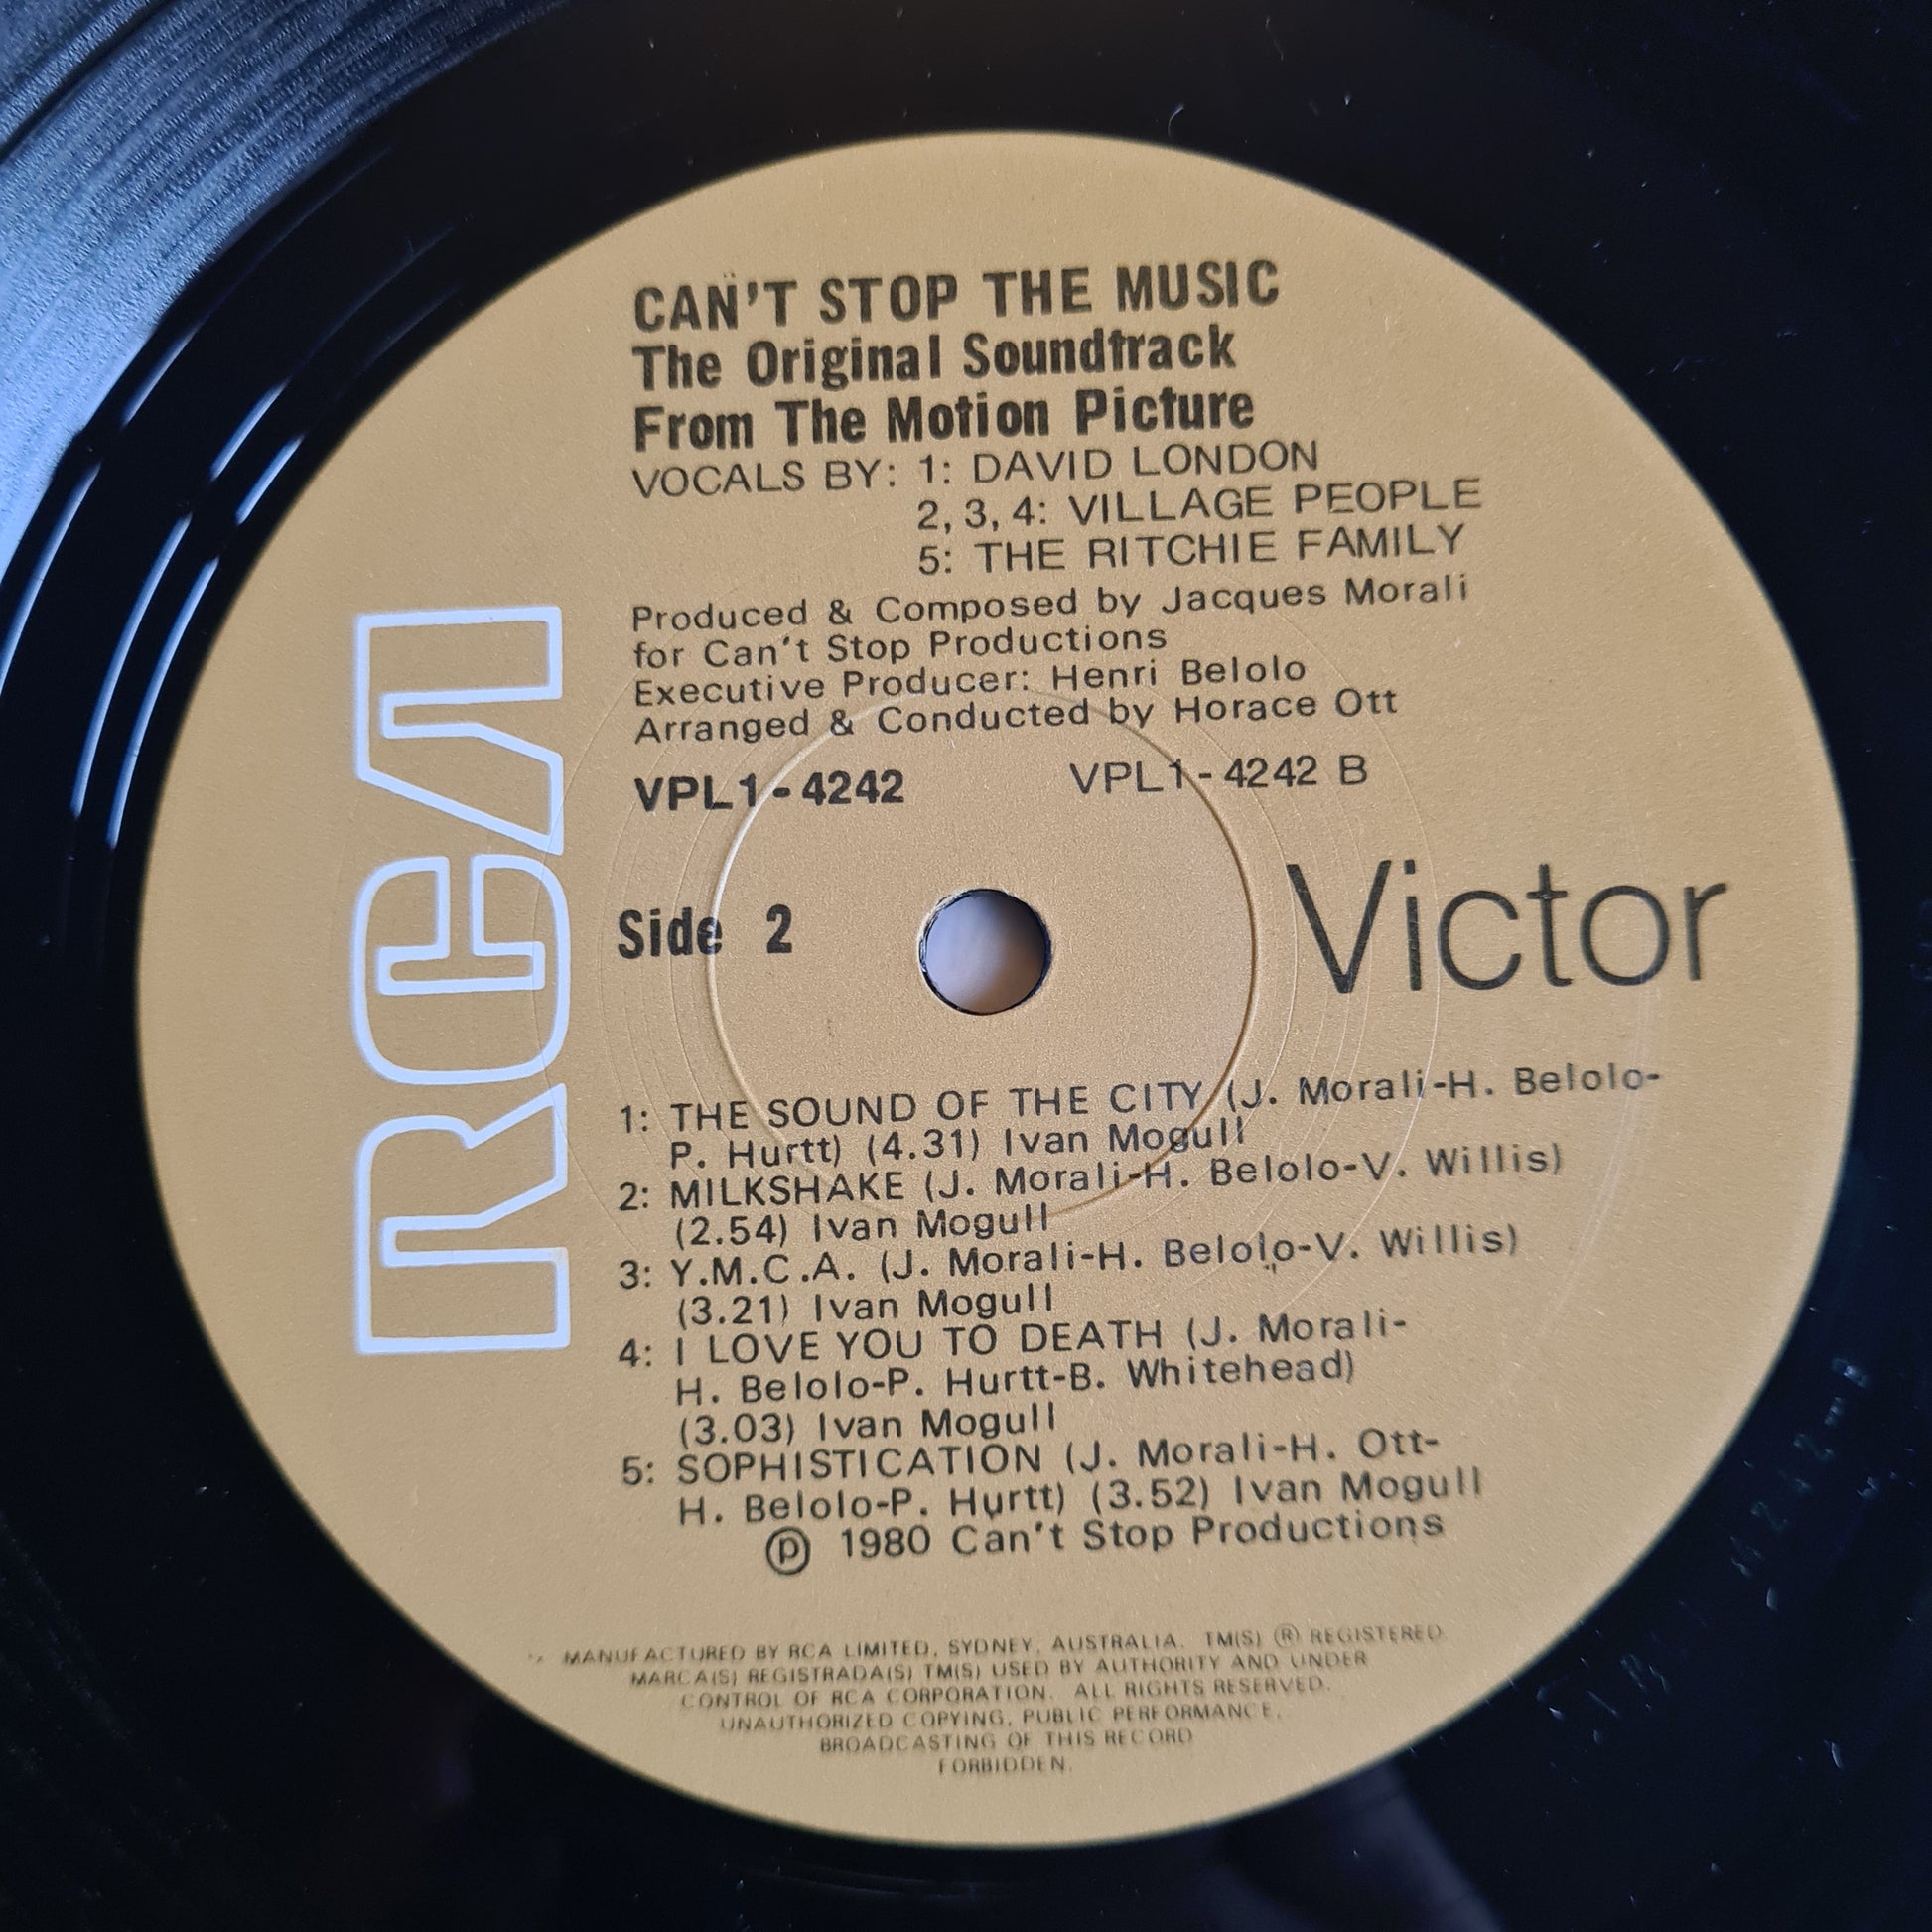 CAN'T STOP THE MUSIC
The Original Soundtrack
From The Motion Picture
VOCALS BY: 1: DAVID LONDON
2, 3, 4: VILLAGE PEOPLE
5: THE RITCHIE FAMILY
Produced & Composed by Jacques Morali
for Can't Stop Productions
Executive Producer: Henri Belolo
Arranged & Conducted by Horace Ott
VPL1-4242 VPL1-4242 B
RCA
Side 2
Victor
1: THE SOUND OF THE CITY (J. Morali-H. Belolo-
P. Hurtt) (4.31) Ivan Mogull
2: MILKSHAKE (J. Morali-H. Belolo-V. Willis)
(2.54) Ivan Mogull
3: Y.M.C.A. (J. Morali-H. Belolo-V. Willis)
(3.21) Ivan Mogull
4: I LOVE YOU TO DEATH (J. Morali-
H. Belolo-P. Hurtt-B. Whitehead)
(3.03) Ivan Mogull
5: SOPHISTICATION (J. Morali-H. Ott-
H. Belolo-P. Hurtt) (3.52) Ivan Mogull
℗ 1980 Can't Stop Productions
MANUFACTURED BY RCA LIMITED, SYDNEY, AUSTRALIA. TM(S) ® REGISTERED
MARCA(S) REGISTRADA(S) TM(S) USED BY AUTHORITY AND UNDER
CONTROL OF RCA CORPORATION. ALL RIGHTS RESERVED.
UNAUTHORIZED COPYING, PUBLIC PERFORMANCE,
BROADCASTING OF THIS RECORD
FORBIDDEN.